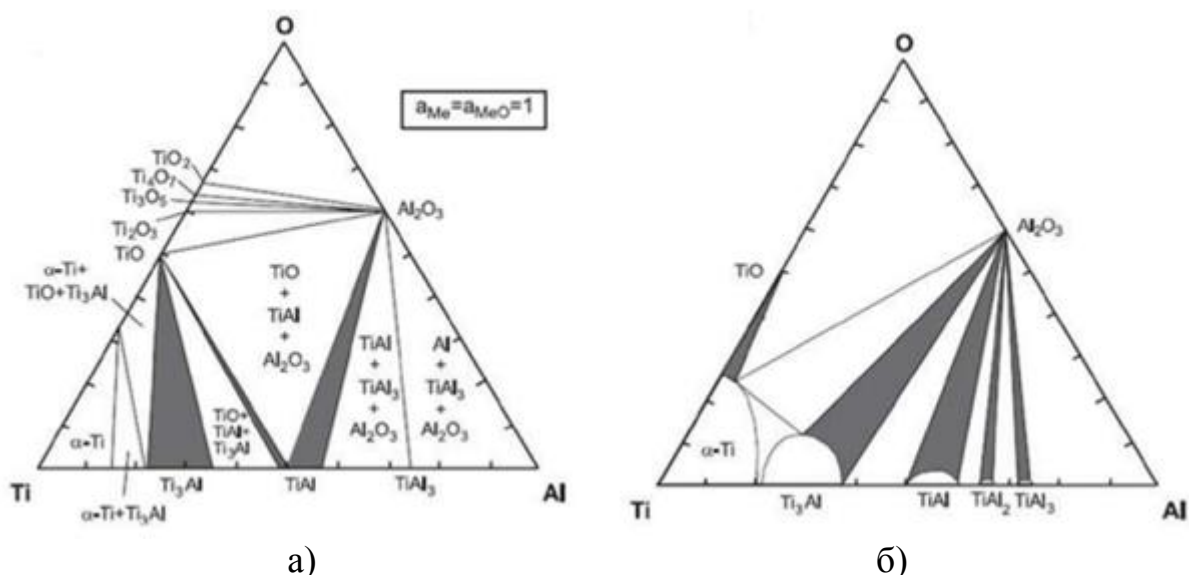 O
a_Me=a_MeO=1
TiO₂
Ti₄O₇
Ti₃O₅
Ti₂O₃
TiO
Al₂O₃
α-Ti+
TiO+Ti₃Al
TiO
+
TiAl
+
Al₂O₃
TiAl
+
TiAl₃
+
Al₂O₃
Al
+
TiAl₃
+
Al₂O₃
TiO+
TiAl+
Ti₃Al
α-Ti
Ti
Ti₃Al
TiAl
TiAl₃
Al
α-Ti+Ti₃Al
а)
O
Al₂O₃
TiO
α-Ti
Ti
Ti₃Al
TiAl
TiAl₂
TiAl₃
Al
б)